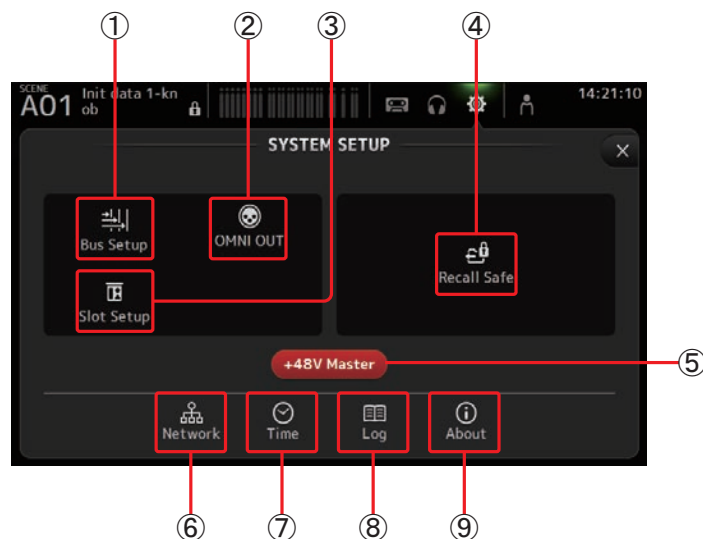 ① ② ③ ④
SCENE
A01 Init data 1-kn
ob
14:21:10
SYSTEM SETUP
Bus Setup
OMNI OUT
Recall Safe
Slot Setup
+48V Master
⑤
Network
Time
Log
About
⑥ ⑦ ⑧ ⑨